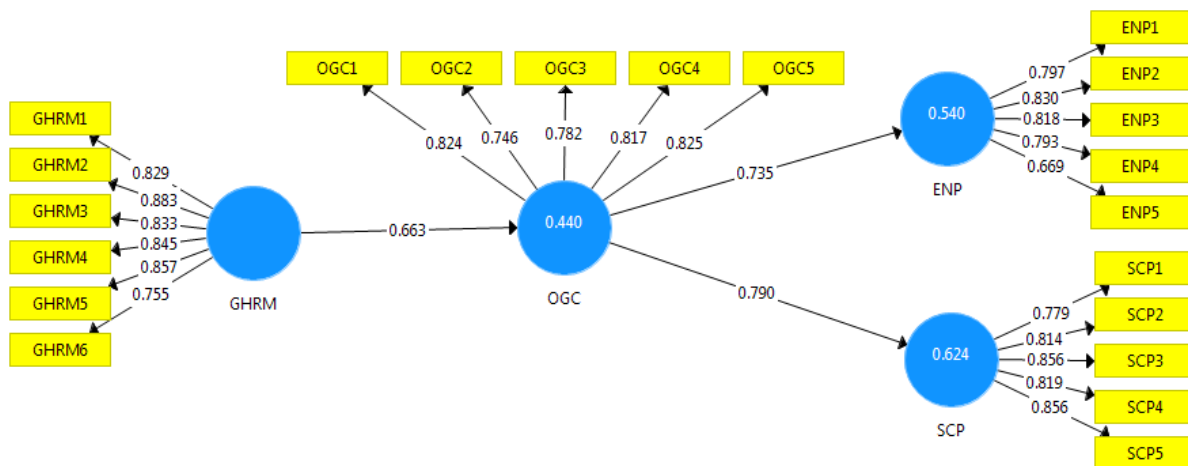 GHRM1
GHRM2
GHRM3
GHRM4
GHRM5
GHRM6
0.829
0.883
0.833
0.845
0.857
0.755
GHRM
0.663
OGC1
OGC2
OGC3
OGC4
OGC5
0.824
0.746
0.782
0.817
0.825
0.440
OGC
0.735
0.790
0.540
ENP
0.797
0.830
0.818
0.793
0.669
ENP1
ENP2
ENP3
ENP4
ENP5
0.624
SCP
0.779
0.814
0.856
0.819
0.856
SCP1
SCP2
SCP3
SCP4
SCP5